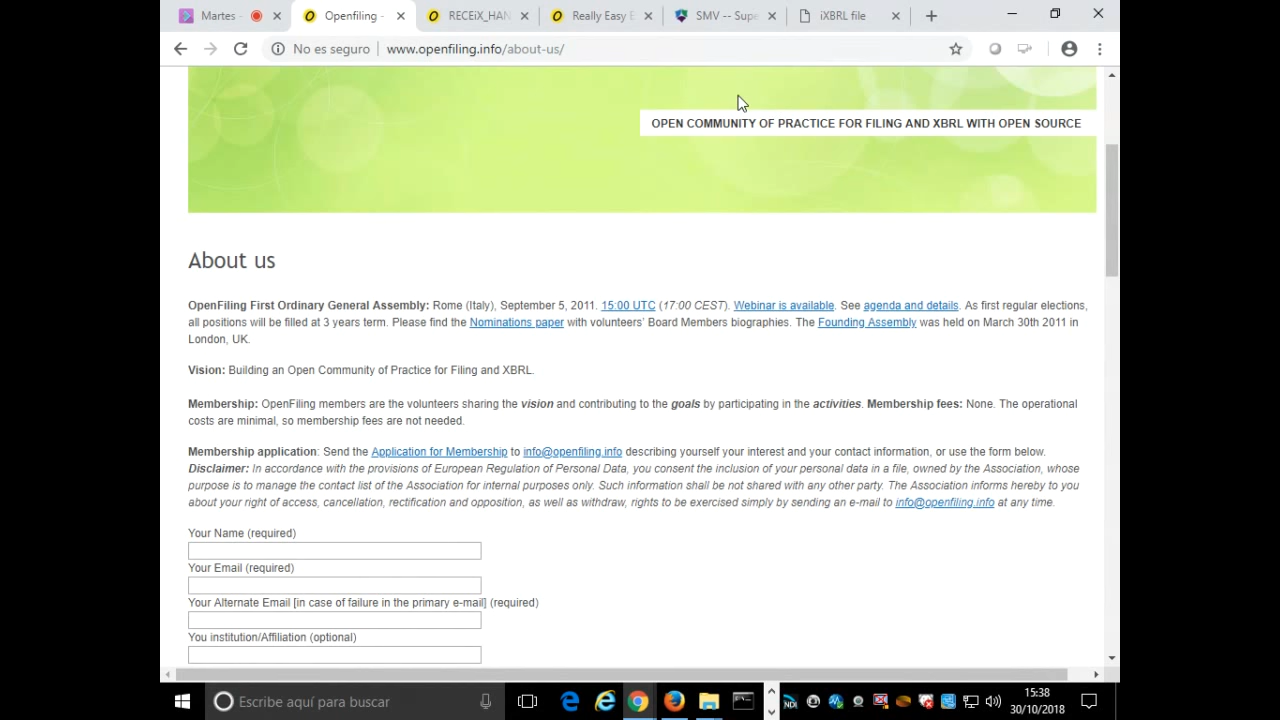 Martes -
Openfiling -
RECEiX_HAN
Really Easy E
SMV -- Supe
iXBRL file
No es seguro
www.openfiling.info/about-us/
OPEN COMMUNITY OF PRACTICE FOR FILING AND XBRL WITH OPEN SOURCE
About us
OpenFiling First Ordinary General Assembly: Rome (Italy), September 5, 2011. 15:00 UTC (17:00 CEST). Webinar is available. See agenda and details. As first regular elections,
all positions will be filled at 3 years term. Please find the Nominations paper with volunteers’ Board Members biographies. The Founding Assembly was held on March 30th 2011 in
London, UK.
Vision: Building an Open Community of Practice for Filing and XBRL.
Membership: OpenFiling members are the volunteers sharing the vision and contributing to the goals by participating in the activities. Membership fees: None. The operational
costs are minimal, so membership fees are not needed.
Membership application: Send the Application for Membership to info@openfiling.info describing yourself your interest and your contact information, or use the form below.
Disclaimer: In accordance with the provisions of European Regulation of Personal Data, you consent the inclusion of your personal data in a file, owned by the Association, whose
purpose is to manage the contact list of the Association for internal purposes only. Such information shall be not shared with any other party. The Association informs hereby to you
about your right of access, cancellation, rectification and opposition, as well as withdraw, rights to be exercised simply by sending an e-mail to info@openfiling.info at any time.
Your Name (required)
Your Email (required)
Your Alternate Email [in case of failure in the primary e-mail] (required)
You institution/Affiliation (optional)
Escribe aquí para buscar
NDI
15:38
30/10/2018